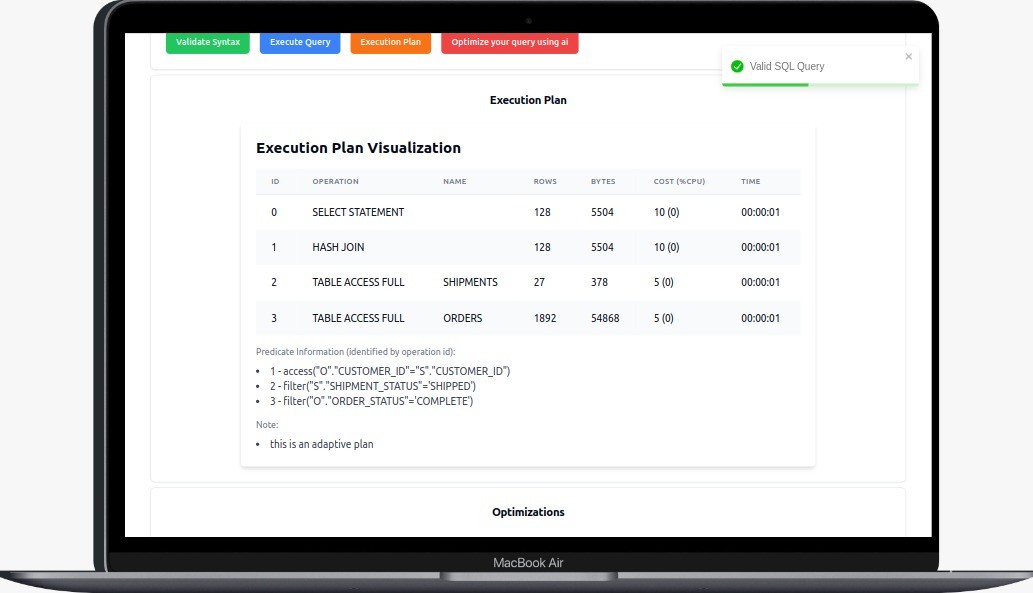 Validate Syntax Execute Query Execution Plan Optimize your query using ai
Valid SQL Query ×
Execution Plan
Execution Plan Visualization
ID OPERATION NAME ROWS BYTES COST (%CPU) TIME
0 SELECT STATEMENT 128 5504 10 (0) 00:00:01
1 HASH JOIN 128 5504 10 (0) 00:00:01
2 TABLE ACCESS FULL SHIPMENTS 27 378 5 (0) 00:00:01
3 TABLE ACCESS FULL ORDERS 1892 54868 5 (0) 00:00:01
Predicate Information (identified by operation id):
• 1 - access("O"."CUSTOMER_ID"="S"."CUSTOMER_ID")
• 2 - filter("S"."SHIPMENT_STATUS"='SHIPPED')
• 3 - filter("O"."ORDER_STATUS"='COMPLETE')
Note:
• this is an adaptive plan
Optimizations
MacBook Air